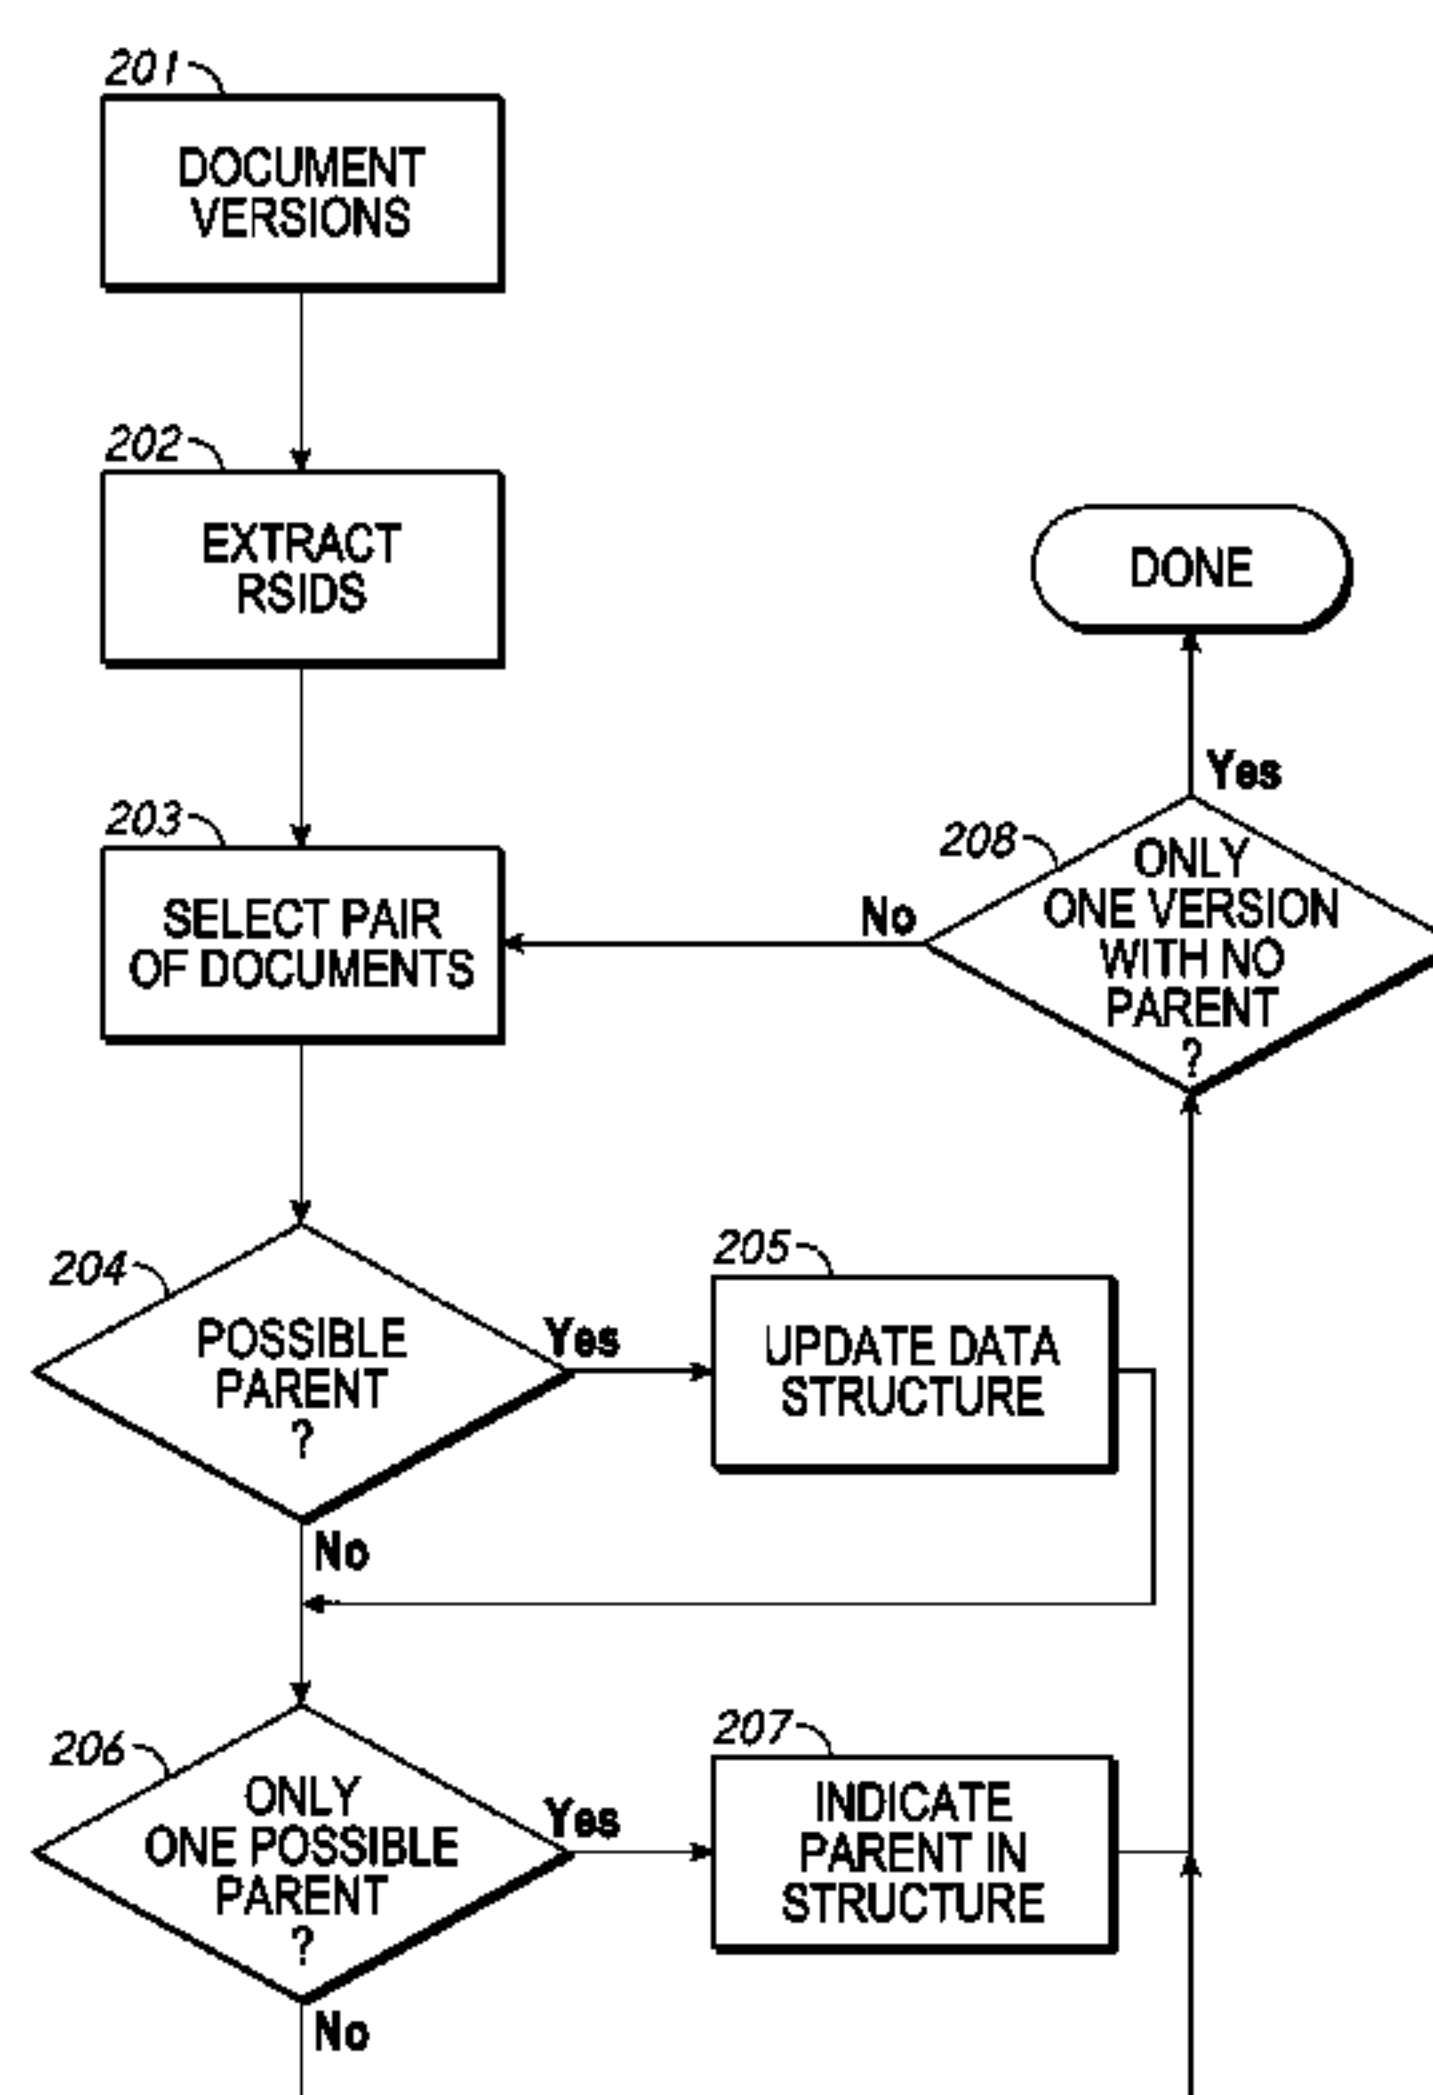 201
DOCUMENT
VERSIONS
202
EXTRACT
RSIDS
DONE
Yes
203
SELECT PAIR
OF DOCUMENTS
No
208
ONLY
ONE VERSION
WITH NO
PARENT
?
204
POSSIBLE
PARENT
?
Yes
205
UPDATE DATA
STRUCTURE
No
206
ONLY
ONE POSSIBLE
PARENT
?
Yes
207
INDICATE
PARENT IN
STRUCTURE
No